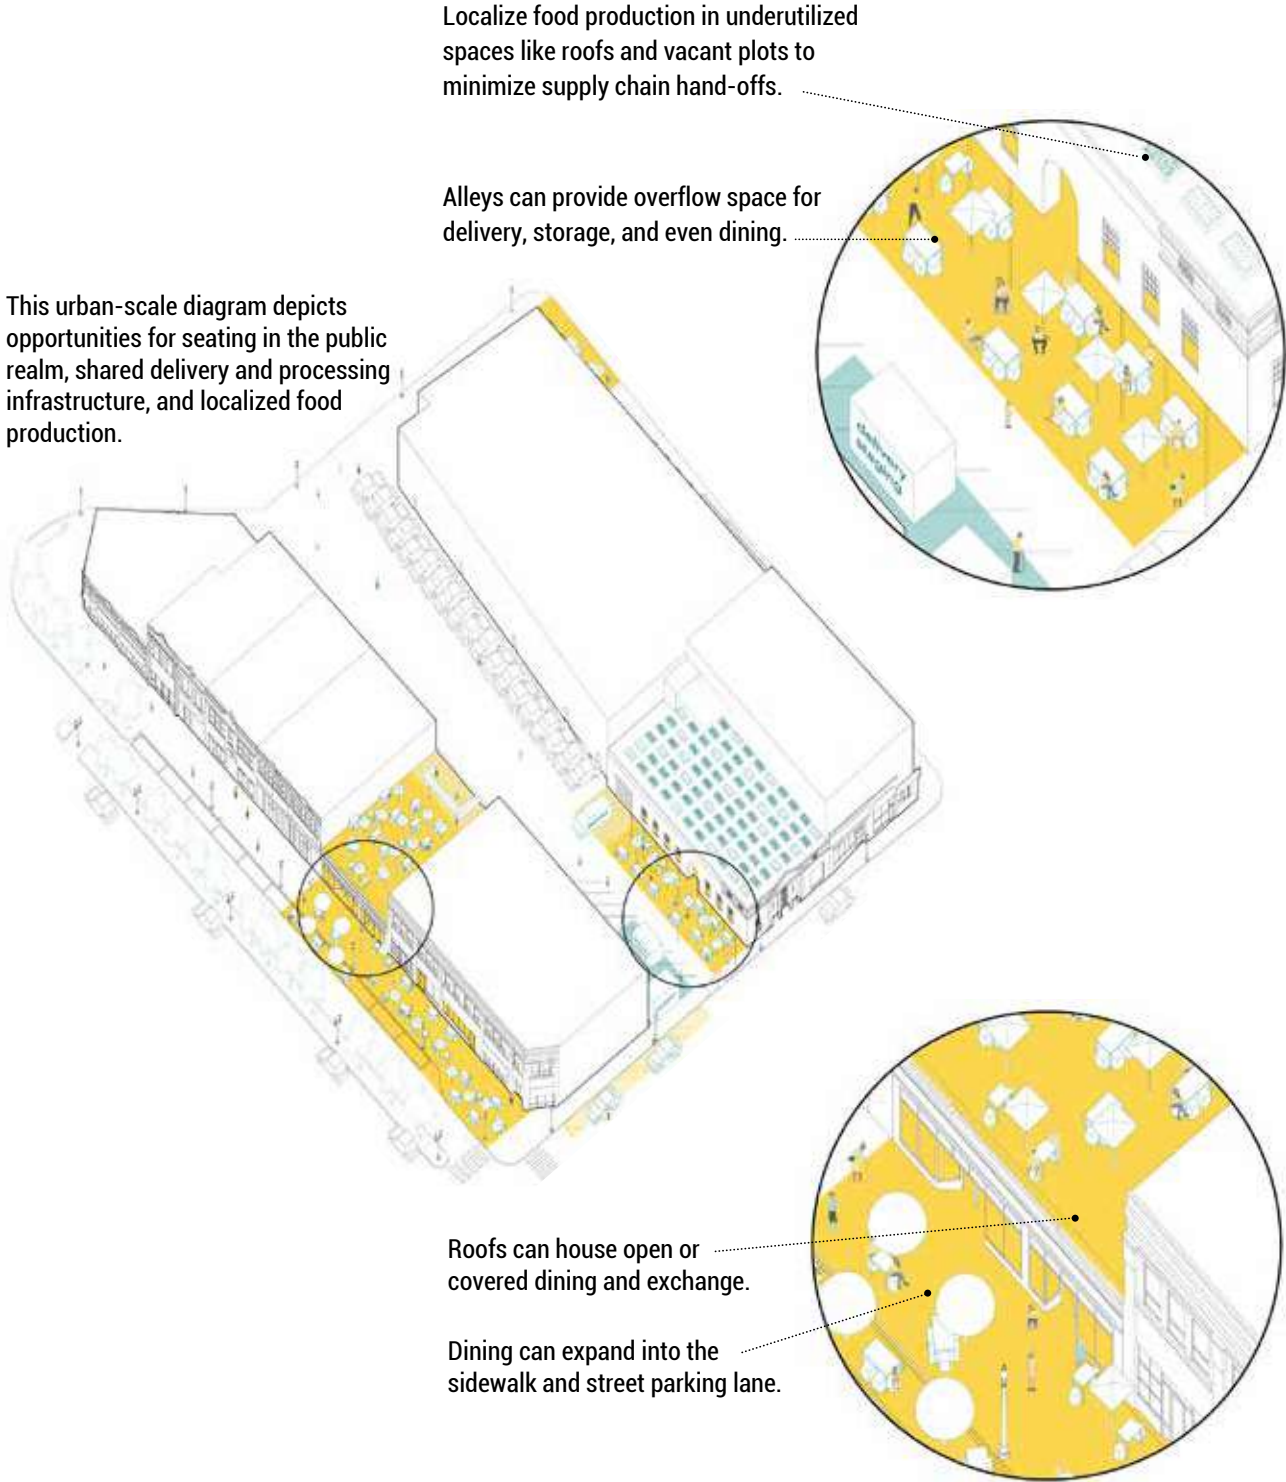 Localize food production in underutilized
spaces like roofs and vacant plots to
minimize supply chain hand-offs.
Alleys can provide overflow space for
delivery, storage, and even dining.
This urban-scale diagram depicts
opportunities for seating in the public
realm, shared delivery and processing
infrastructure, and localized food
production.
delivery
staging
Roofs can house open or
covered dining and exchange.
Dining can expand into the
sidewalk and street parking lane.